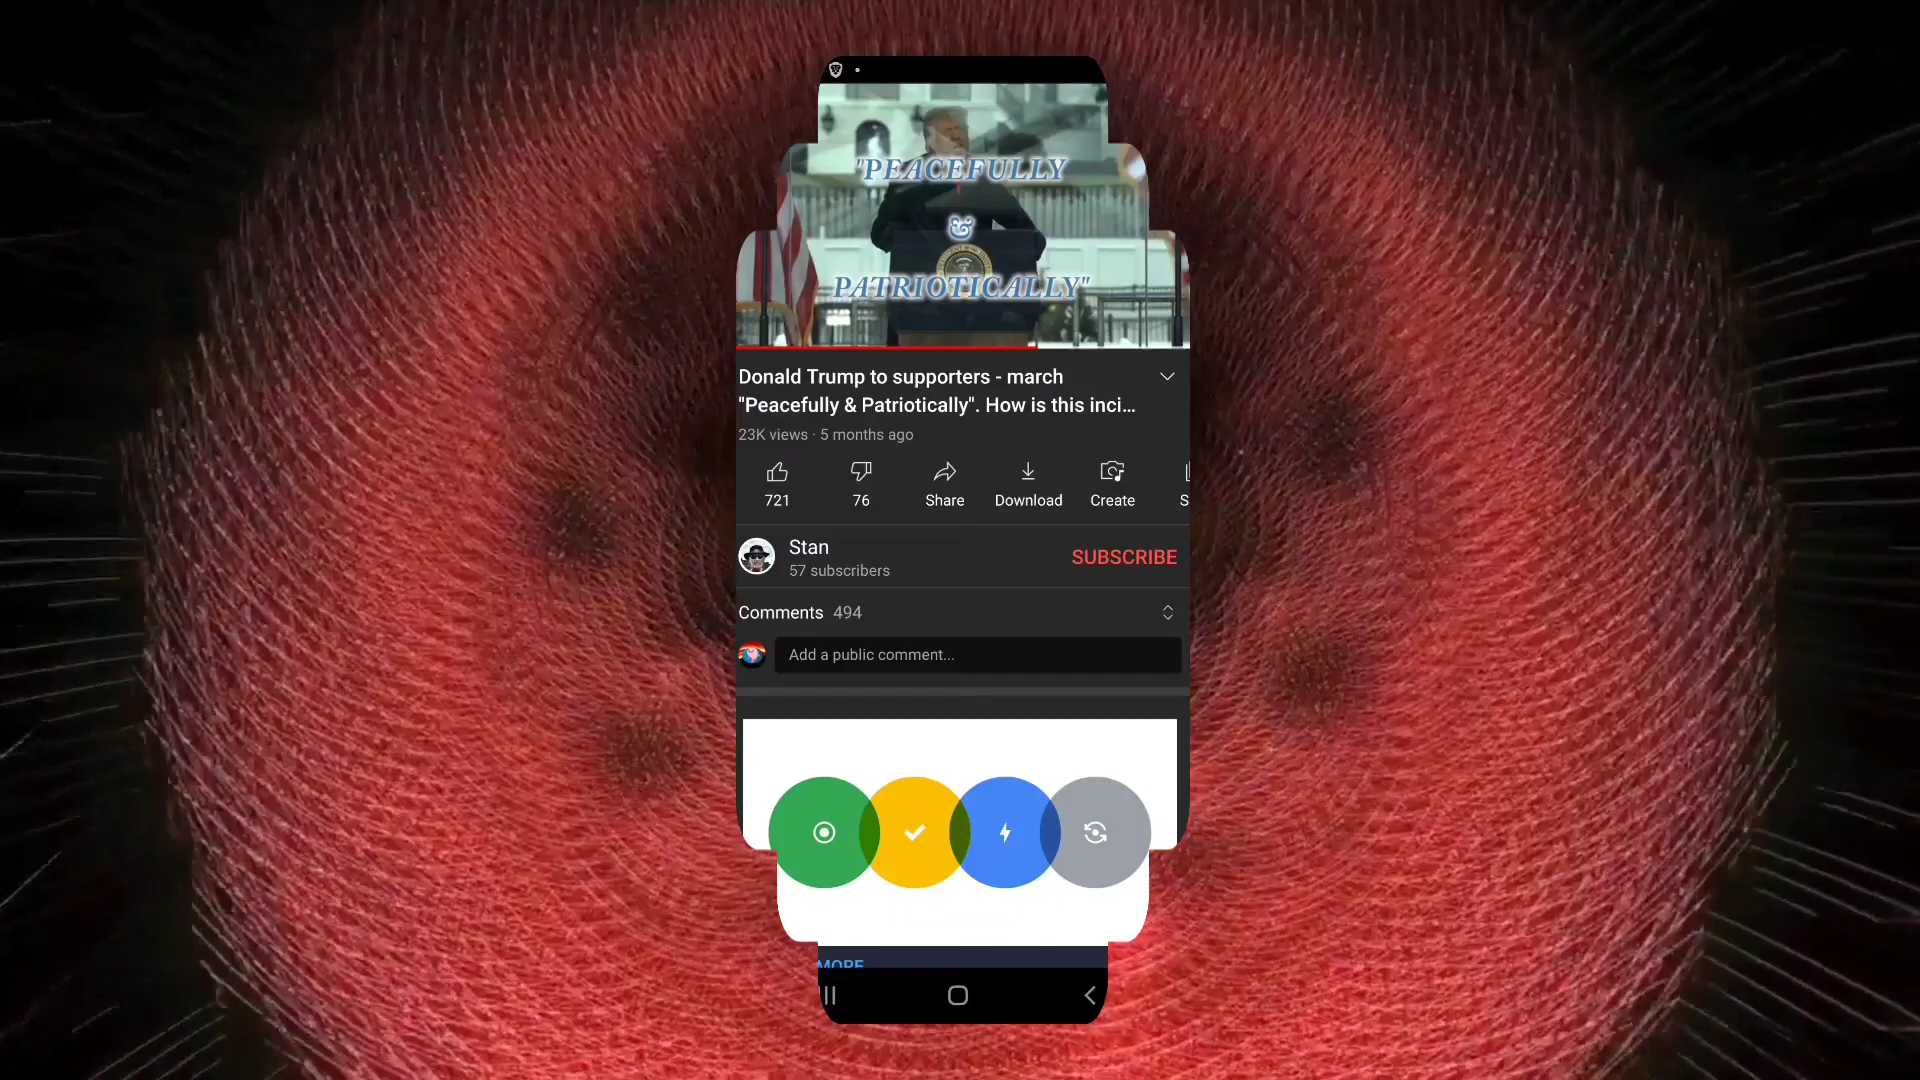 "PEACEFULLY
&
PATRIOTICALLY"
Donald Trump to supporters - march
"Peacefully & Patriotically". How is this inci...
23K views · 5 months ago
721
76
Share
Download
Create
S
Stan
57 subscribers
SUBSCRIBE
Comments 494
Add a public comment...
MORE